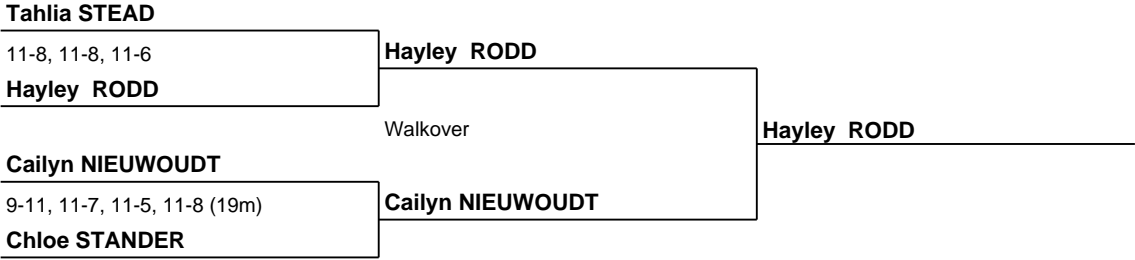 Tahlia STEAD
11-8, 11-8, 11-6
Hayley RODD
Hayley RODD
Walkover
Hayley RODD
Cailyn NIEUWOUDT
9-11, 11-7, 11-5, 11-8 (19m)
Cailyn NIEUWOUDT
Chloe STANDER